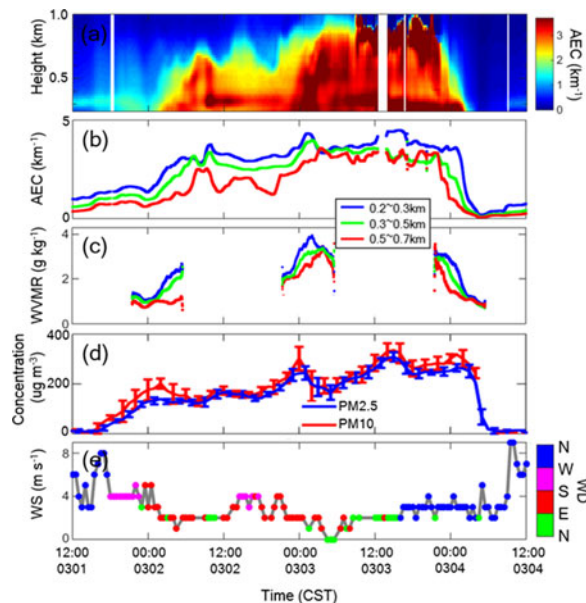 (a)
1.0
0.5
Height (km)
3
2
1
0
AEC (km⁻¹)
(b)
5
0
AEC (km⁻¹)
0.2~0.3km
0.3~0.5km
0.5~0.7km
(c)
4
2
0
WVMR (g kg⁻¹)
(d)
400
200
0
Concentration
(ug m⁻³)
PM2.5
PM10
(e)
8
4
0
WS (m s⁻¹)
N
W
S
E
N
WD
12:00 00:00 12:00 00:00 12:00 00:00 12:00
0301 0302 0302 0303 0303 0304 0304
Time (CST)